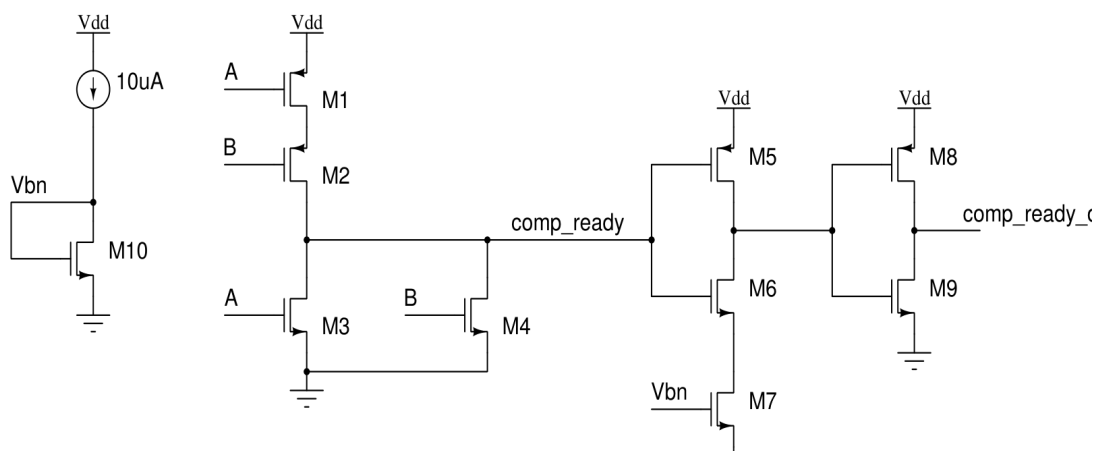 Vdd
10uA
Vbn
M10
Vdd
A
M1
B
M2
A
M3
B
M4
comp_ready
Vdd
M5
M6
Vbn
M7
Vdd
M8
M9
comp_ready_